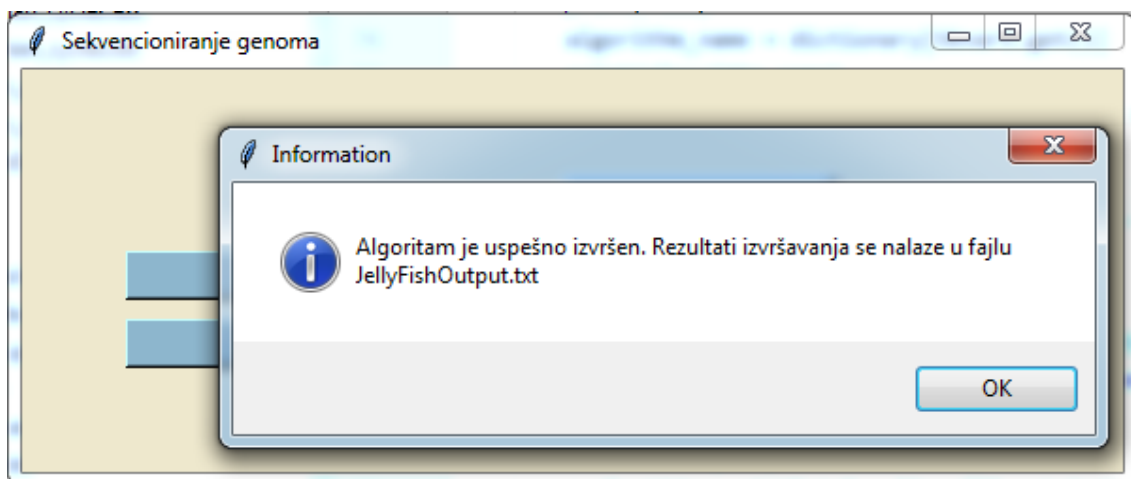 Sekvencioniranje genoma
Information
Algoritam je uspešno izvršen. Rezultati izvršavanja se nalaze u fajlu
JellyFishOutput.txt
OK